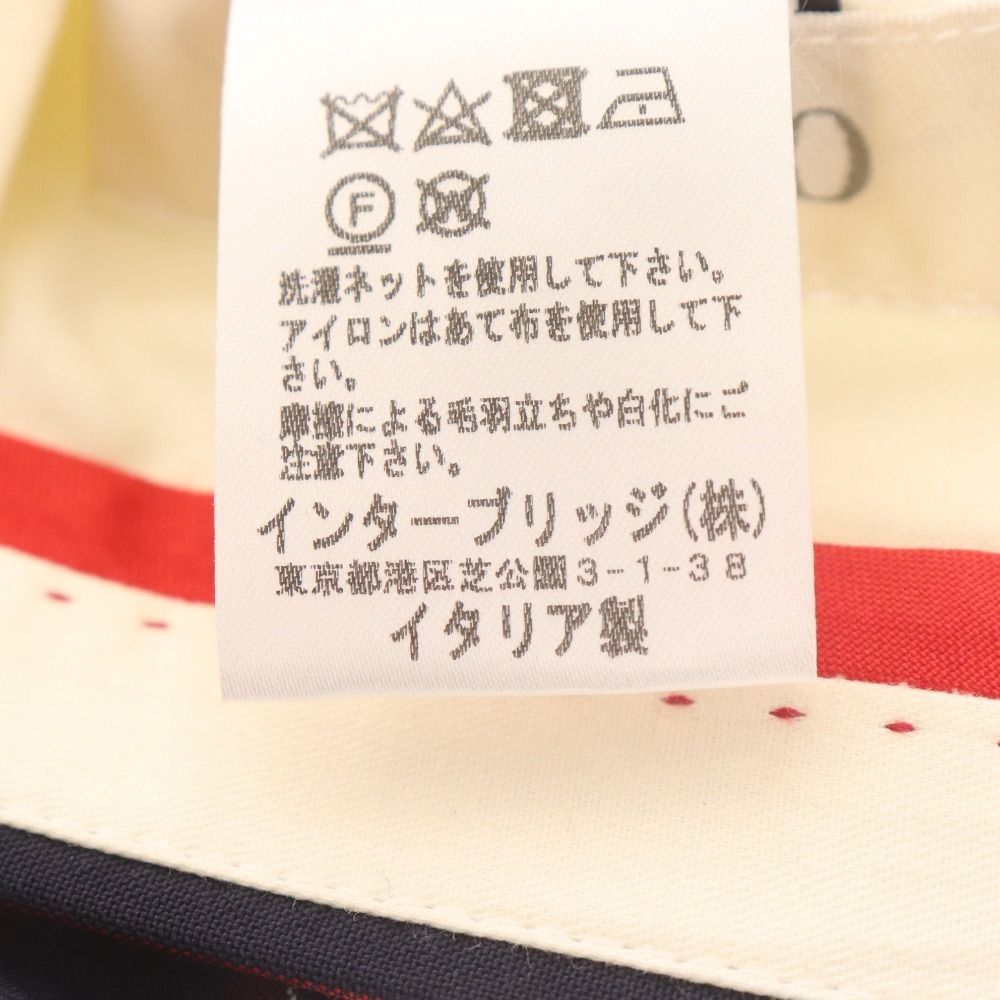 F W
洗濯ネットを使用して下さい。
アイロンはあて布を使用して下
さい。
摩擦による毛羽立ちや白化にご
注意下さい。
インターブリッジ(株)
東京都港区芝公園3-1-38
イタリア製
O